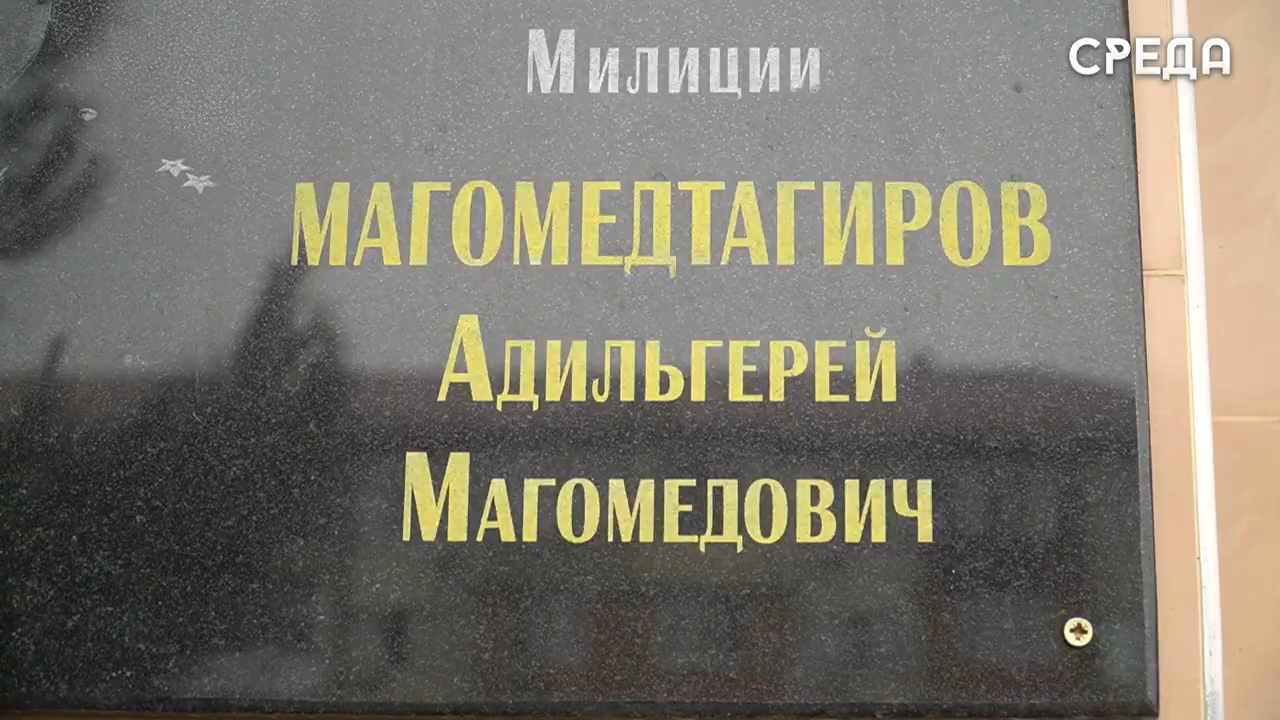 СРЕДА
Милиции
МАГОМЕДТАГИРОВ
Адильгерей
Магомедович